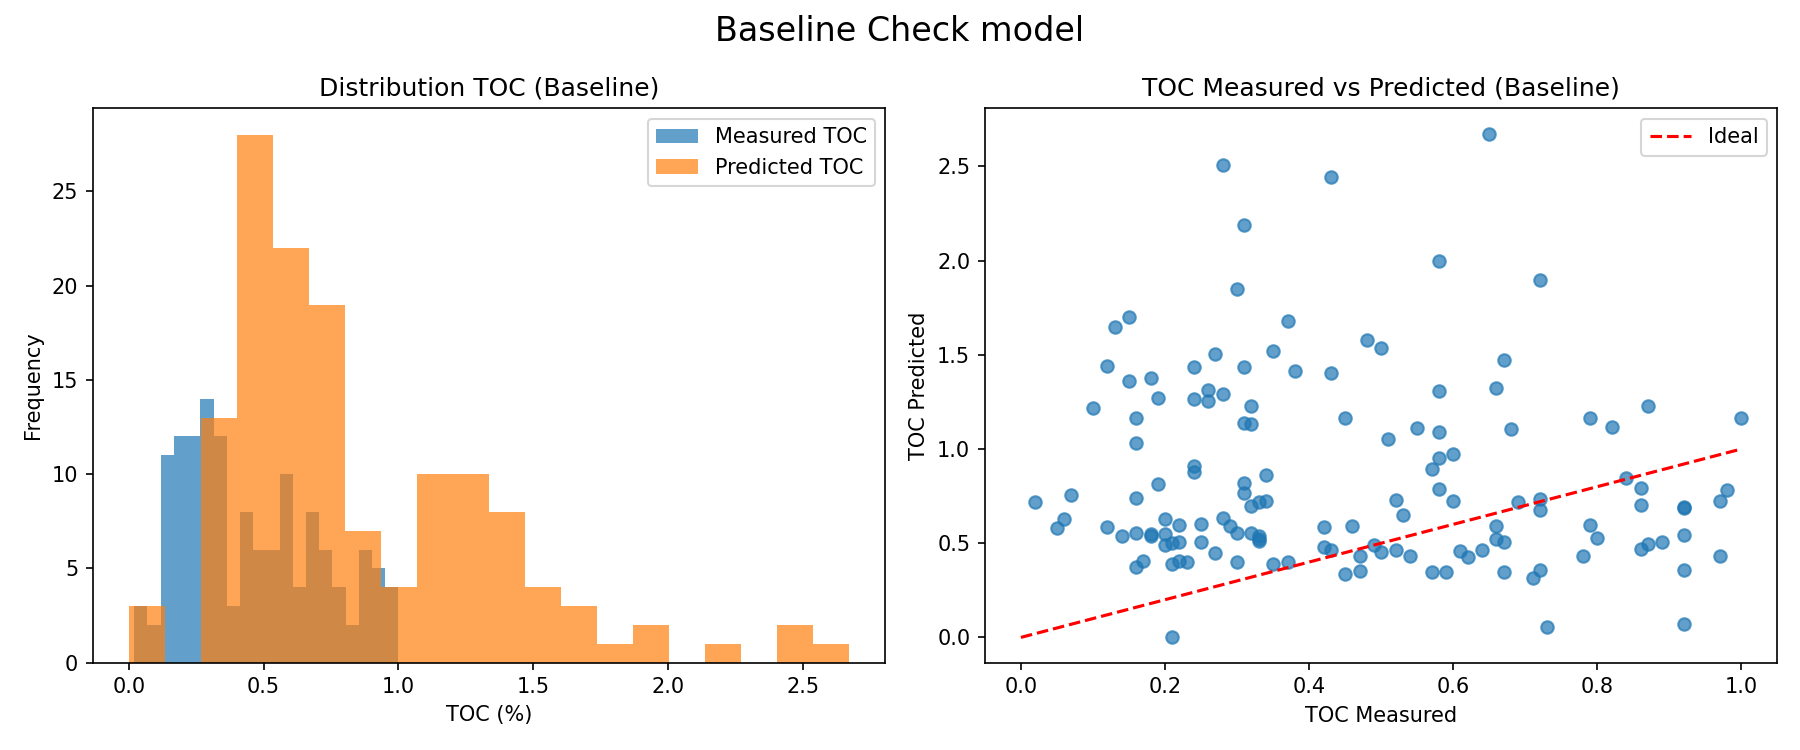 Baseline Check model
Distribution TOC (Baseline)
Measured TOC
Predicted TOC
Frequency
25
20
15
10
5
0
0.0 0.5 1.0 1.5 2.0 2.5
TOC (%)
TOC Measured vs Predicted (Baseline)
Ideal
TOC Predicted
2.5
2.0
1.5
1.0
0.5
0.0
0.0 0.2 0.4 0.6 0.8 1.0
TOC Measured